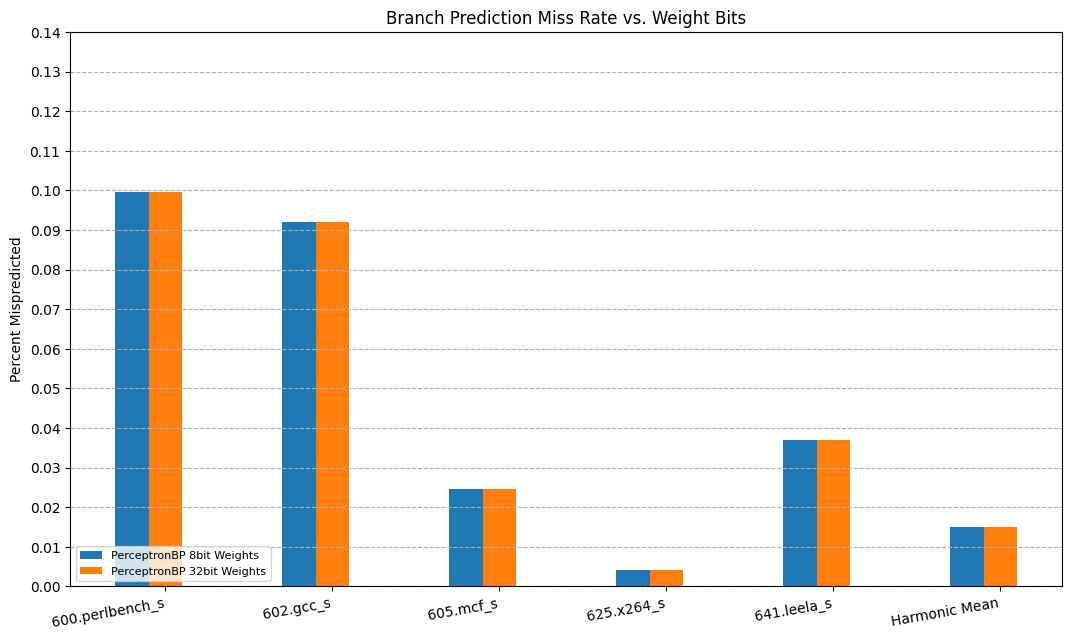 Branch Prediction Miss Rate vs. Weight Bits
0.14
0.13
0.12
0.11
0.10
0.09
0.08
0.07
0.06
0.05
0.04
0.03
0.02
0.01
0.00
Percent Mispredicted
PerceptronBP 8bit Weights
PerceptronBP 32bit Weights
600.perlbench_s
602.gcc_s
605.mcf_s
625.x264_s
641.leela_s
Harmonic Mean